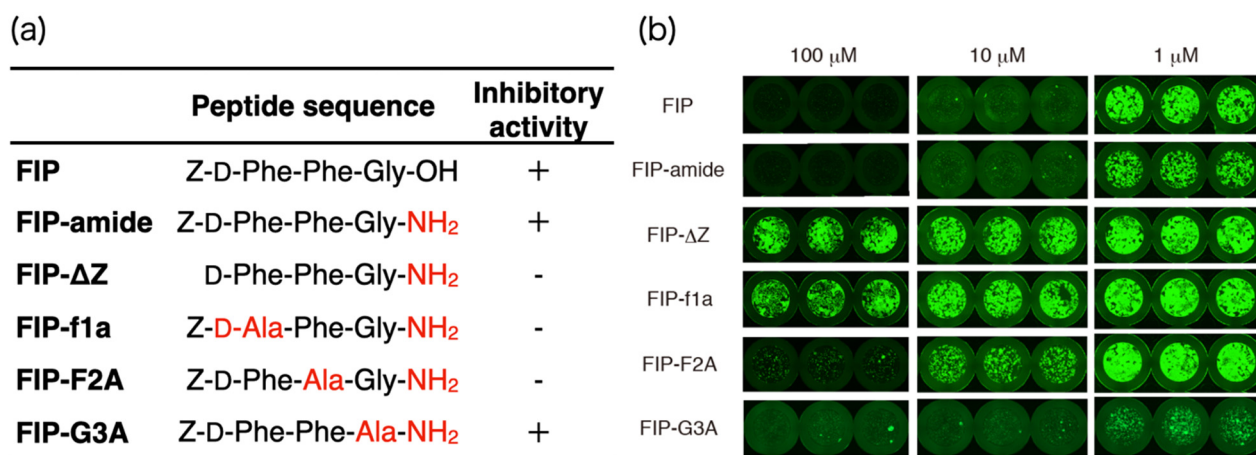 (a)
Peptide sequence Inhibitory activity
FIP Z-D-Phe-Phe-Gly-OH +
FIP-amide Z-D-Phe-Phe-Gly-NH₂ +
FIP-ΔZ D-Phe-Phe-Gly-NH₂ -
FIP-f1a Z-D-Ala-Phe-Gly-NH₂ -
FIP-F2A Z-D-Phe-Ala-Gly-NH₂ -
FIP-G3A Z-D-Phe-Phe-Ala-NH₂ +
(b)
100 μM 10 μM 1 μM
FIP
FIP-amide
FIP-ΔZ
FIP-f1a
FIP-F2A
FIP-G3A